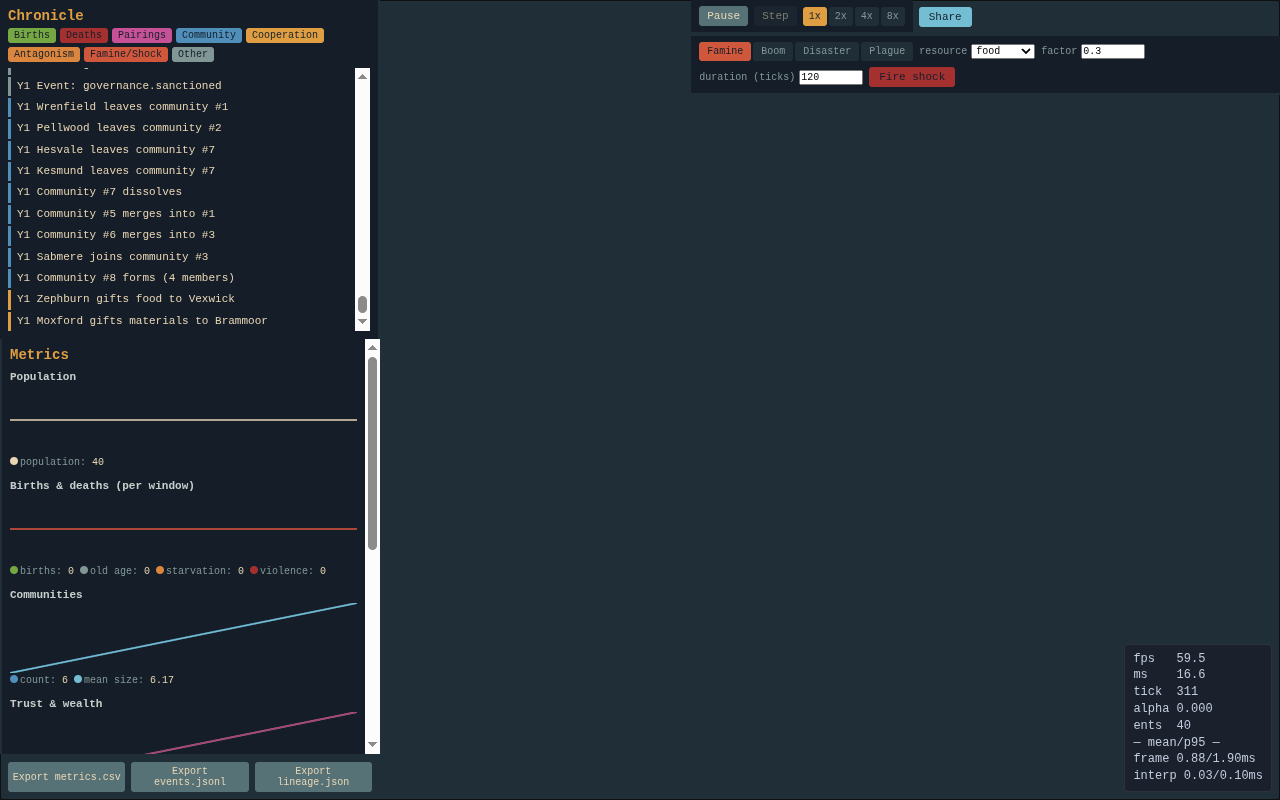 Chronicle
Births Deaths Pairings Community Cooperation
Antagonism Famine/Shock Other
Y1 Event: governance.sanctioned
Y1 Wrenfield leaves community #1
Y1 Pellwood leaves community #2
Y1 Hesvale leaves community #7
Y1 Kesmund leaves community #7
Y1 Community #7 dissolves
Y1 Community #5 merges into #1
Y1 Community #6 merges into #3
Y1 Sabmere joins community #3
Y1 Community #8 forms (4 members)
Y1 Zephburn gifts food to Vexwick
Y1 Moxford gifts materials to Brammoor
Metrics
Population
population: 40
Births & deaths (per window)
births: 0 old age: 0 starvation: 0 violence: 0
Communities
count: 6 mean size: 6.17
Trust & wealth
Export metrics.csv
Export
events.jsonl
Export
lineage.json
Pause Step 1x 2x 4x 8x Share
Famine Boom Disaster Plague resource food factor 0.3
duration (ticks) 120 Fire shock
fps 59.5
ms 16.6
tick 311
alpha 0.000
ents 40
— mean/p95 —
frame 0.88/1.90ms
interp 0.03/0.10ms